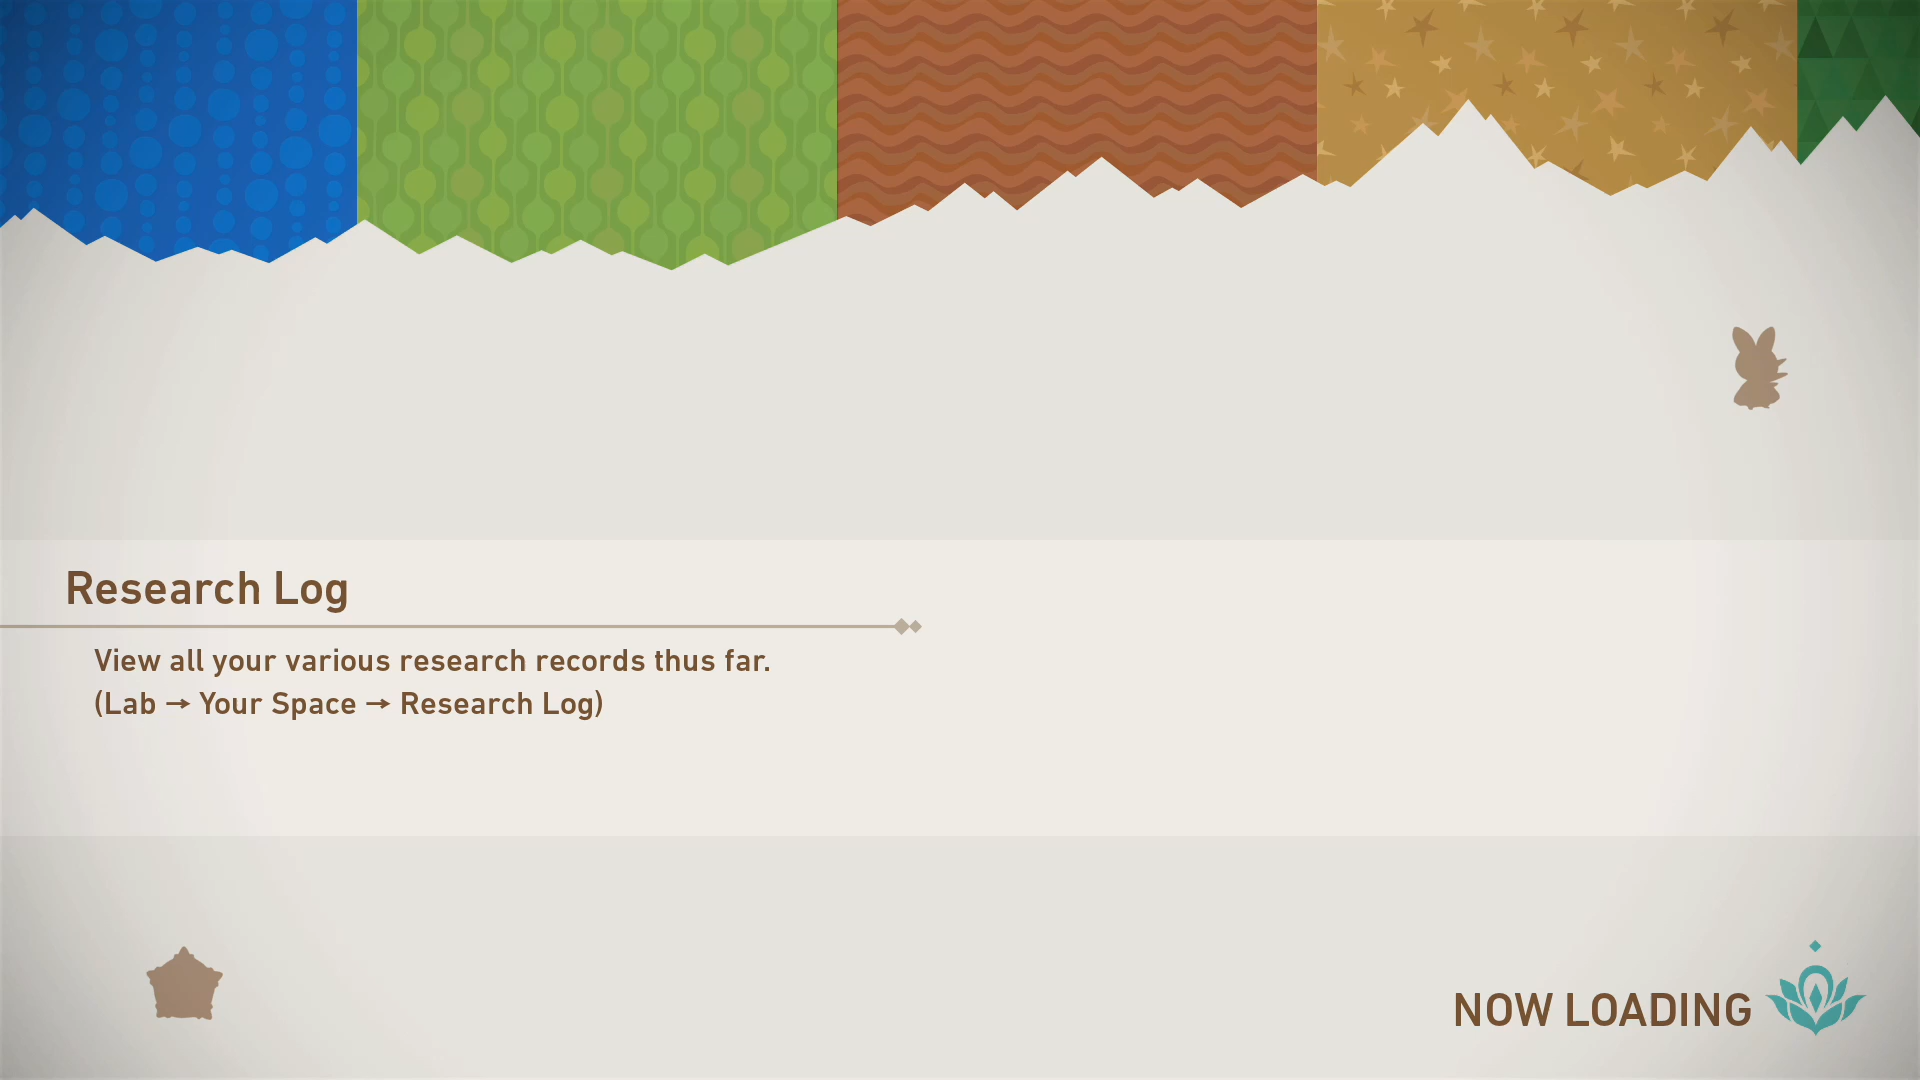 Research Log
View all your various research records thus far.
(Lab → Your Space → Research Log)
NOW LOADING